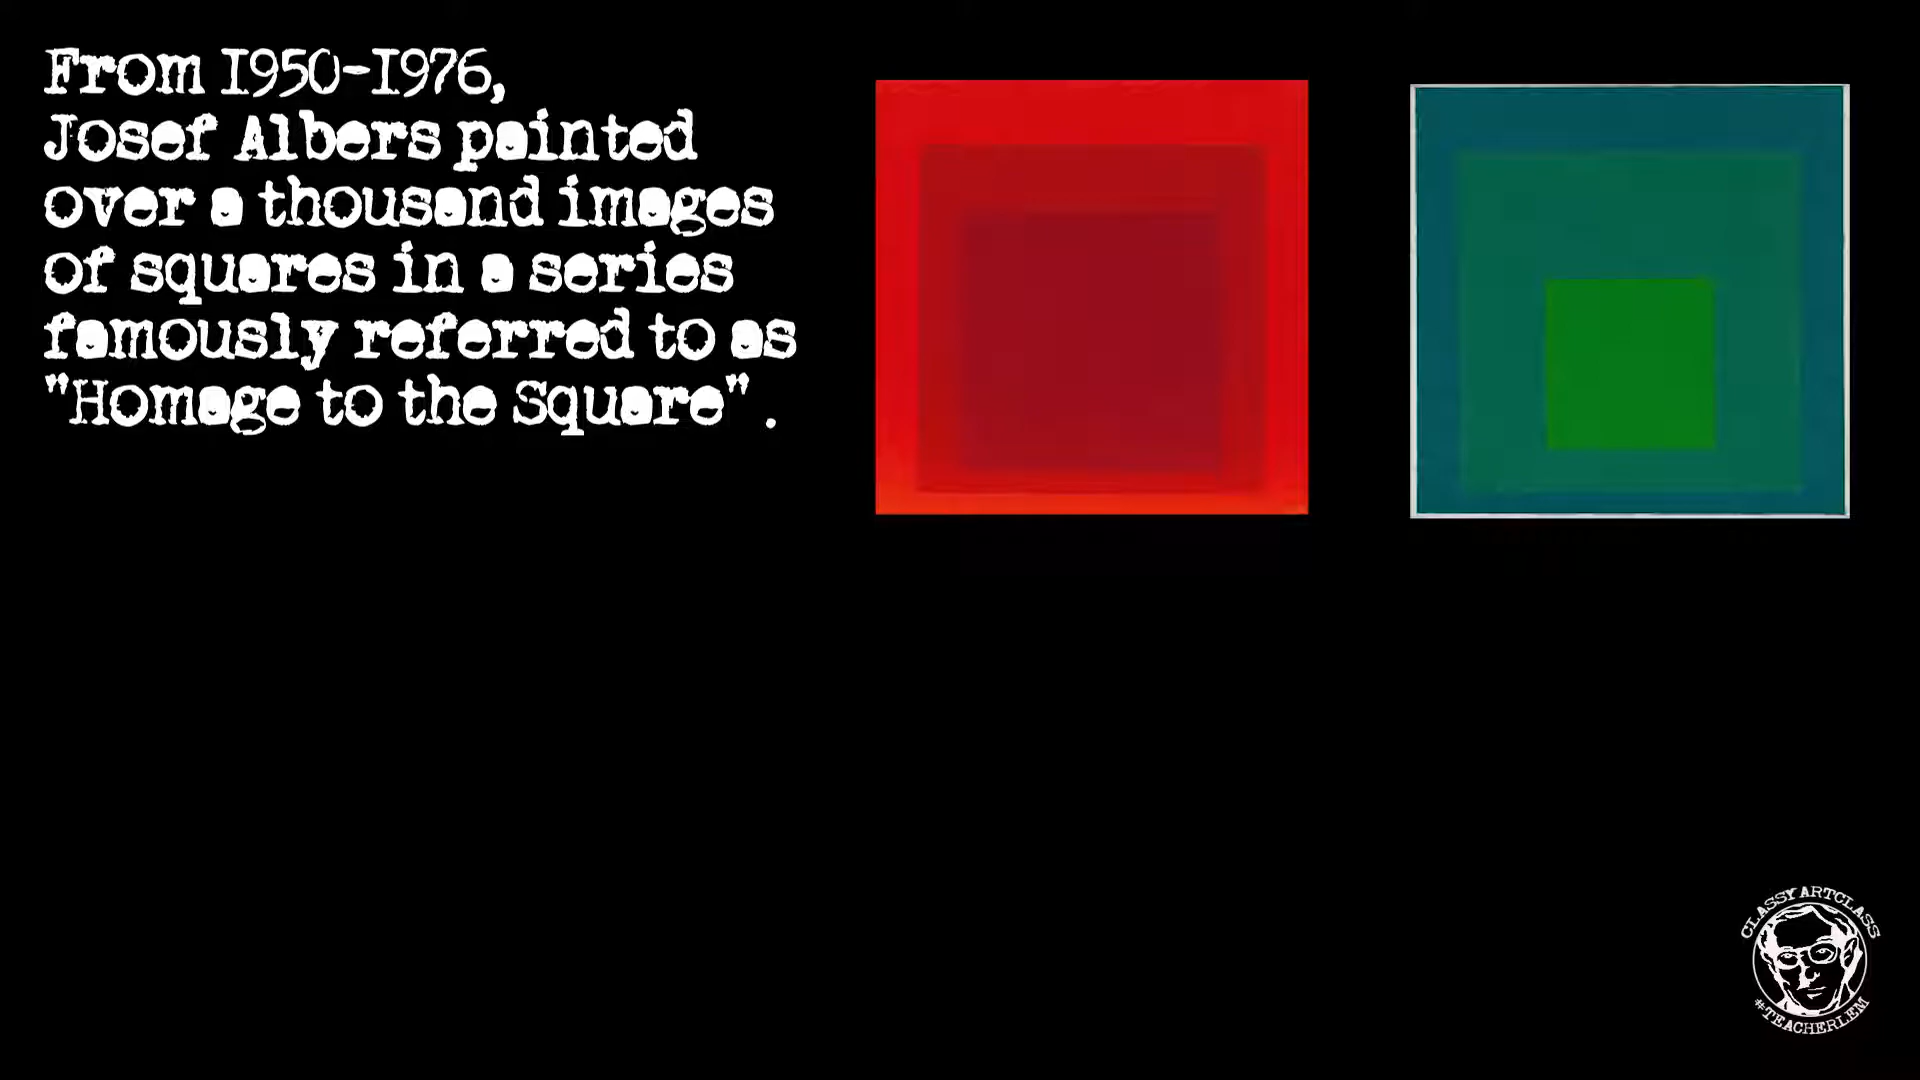 From 1950-1976,
Josef Albers painted
over a thousand images
of squares in a series
famously referred to as
"Homage to the Square".
CLASSY ARTCLASS
#TEACHERLEM